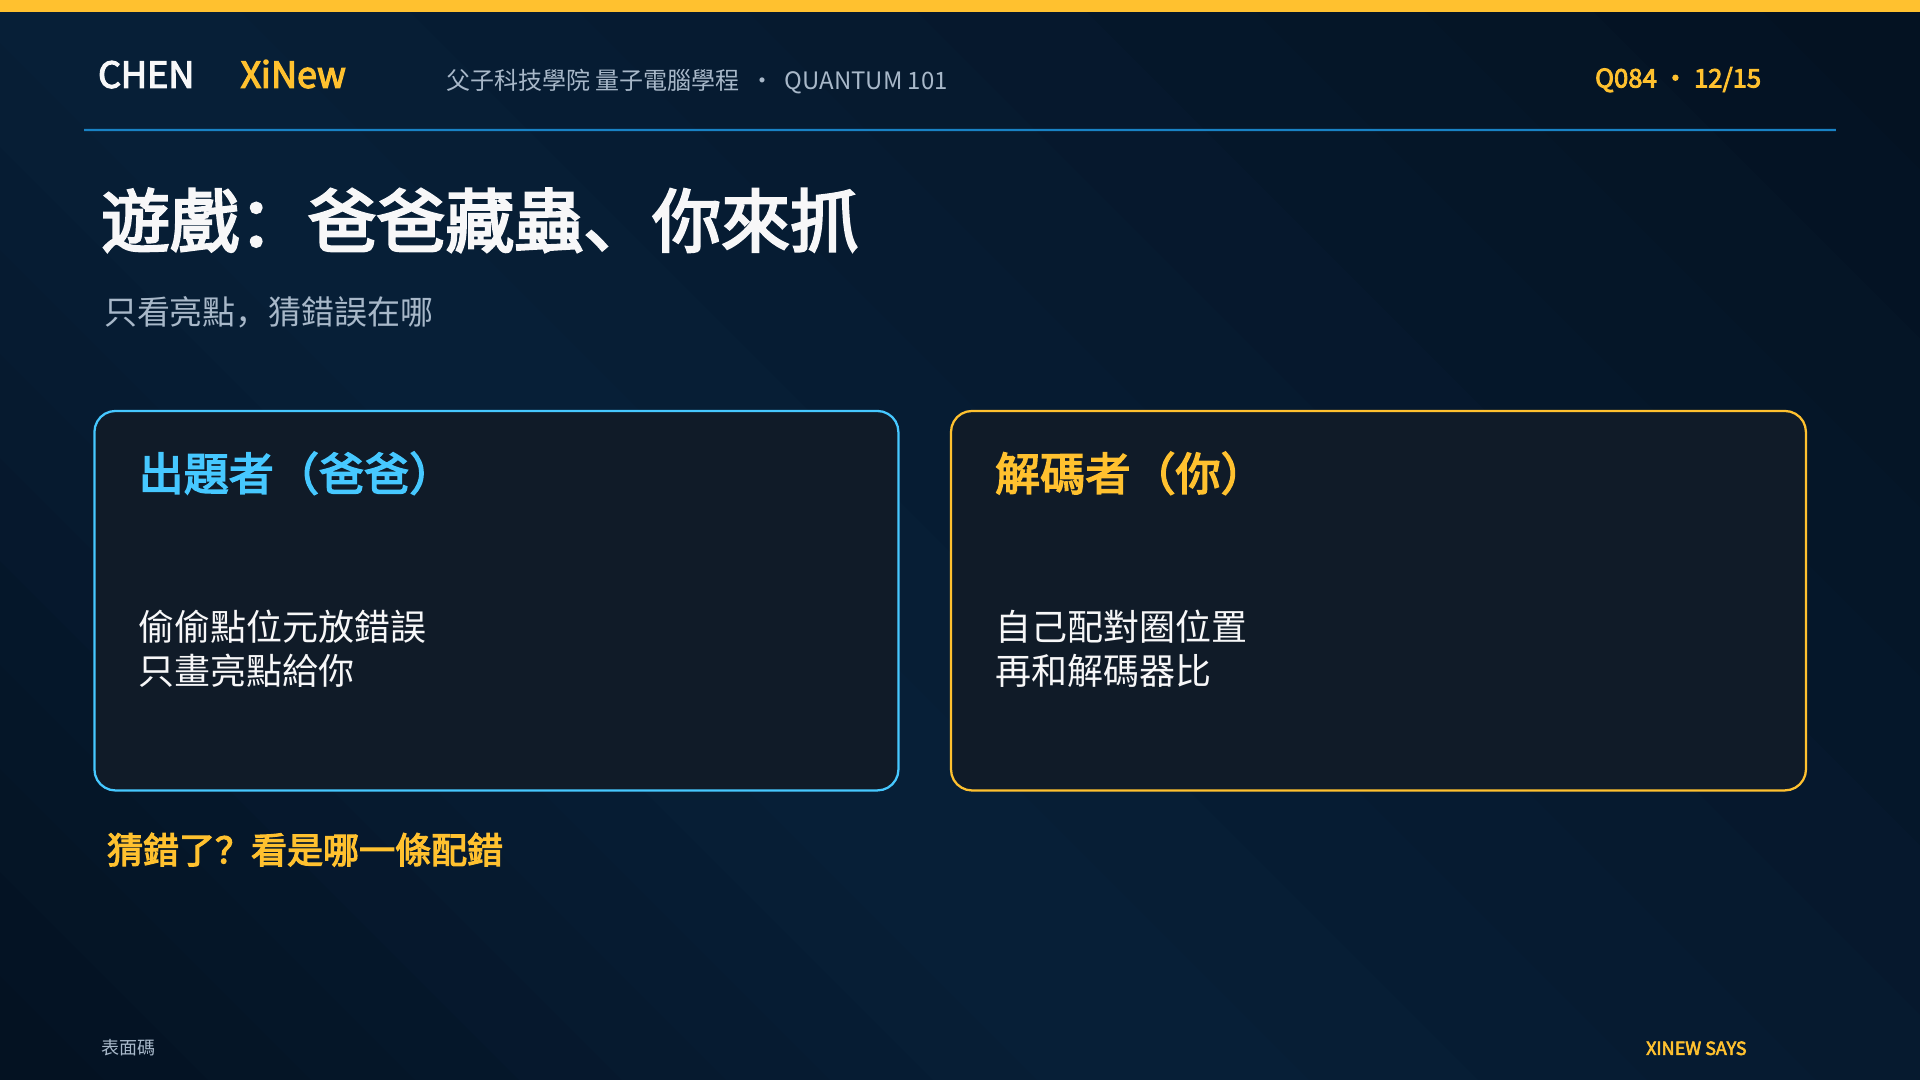 CHEN XiNew 父子科技學院 量子電腦學程 · QUANTUM 101 Q084 · 12/15
遊戲：爸爸藏蟲、你來抓
只看亮點，猜錯誤在哪
出題者（爸爸）
偷偷點位元放錯誤
只畫亮點給你
解碼者（你）
自己配對圈位置
再和解碼器比
猜錯了？看是哪一條配錯
表面碼
XINEW SAYS